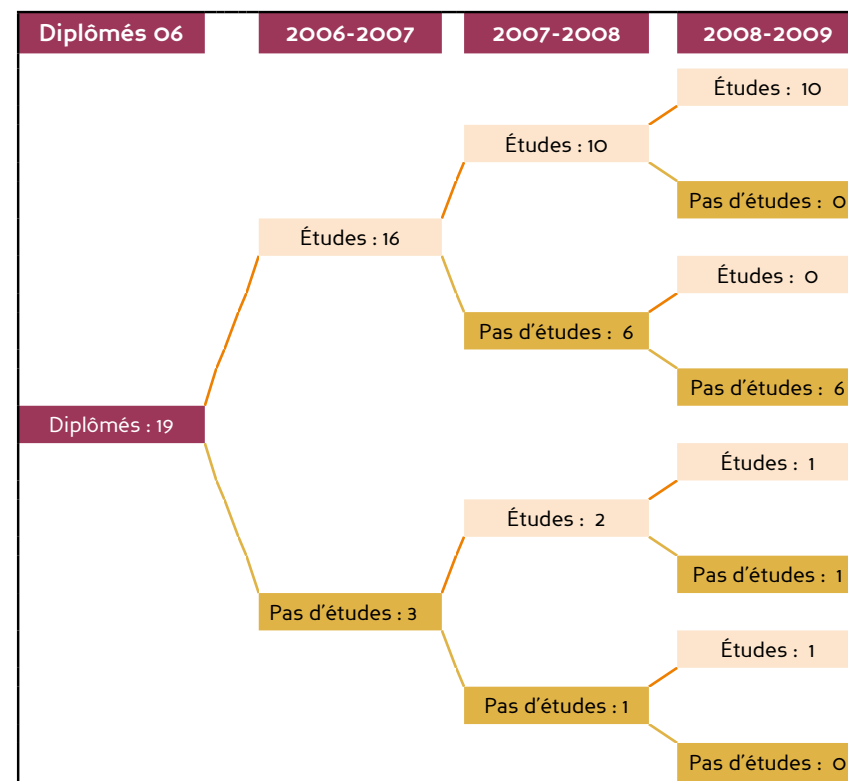 Diplômés 06 2006-2007 2007-2008 2008-2009
Études : 10
Études : 10
Pas d'études : 0
Études : 16
Études : 0
Pas d'études : 6
Pas d'études : 6
Diplômés : 19
Études : 1
Études : 2
Pas d'études : 1
Pas d'études : 3
Études : 1
Pas d'études : 1
Pas d'études : 0